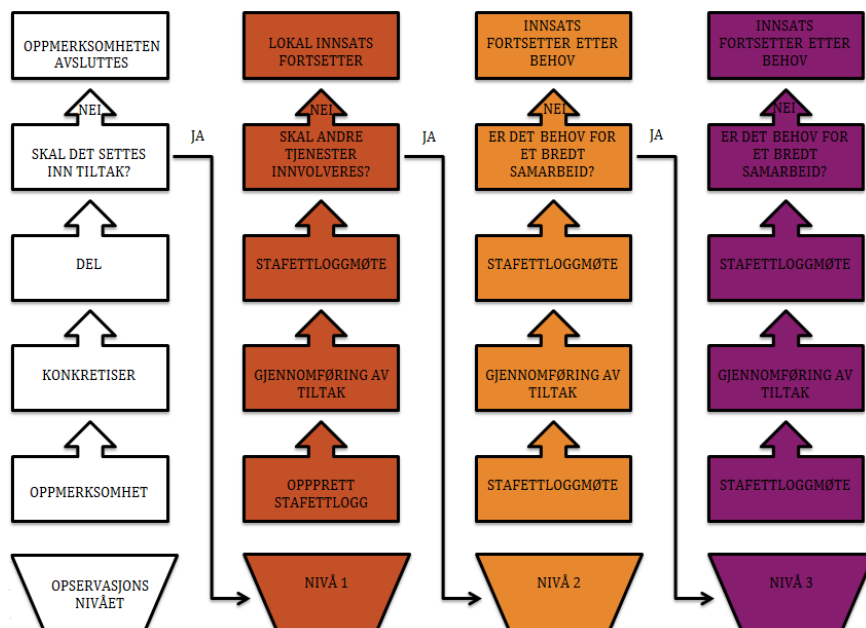 OPPMERKSOMHETEN
AVSLUTTES
NEI
SKAL DET SETTES
INN TILTAK?
JA
DEL
KONKRETISER
OPPMERKSOMHET
OPSERVASJONS
NIVÅET
LOKAL INNSATS
FORTSETTER
NEI
SKAL ANDRE
TJENESTER
INNVOLVERES?
JA
STAFETTLOGGMØTE
GJENNOMFØRING AV
TILTAK
OPPPRETT
STAFETTLOGG
NIVÅ 1
INNSATS
FORTSETTER ETTER
BEHOV
NEI
ER DET BEHOV FOR
ET BREDT
SAMARBEID?
JA
STAFETTLOGGMØTE
GJENNOMFØRING AV
TILTAK
STAFETTLOGGMØTE
NIVÅ 2
INNSATS
FORTSETTER ETTER
BEHOV
NEI
ER DET BEHOV FOR
ET BREDT
SAMARBEID?
STAFETTLOGGMØTE
GJENNOMFØRING AV
TILTAK
STAFETTLOGGMØTE
NIVÅ 3